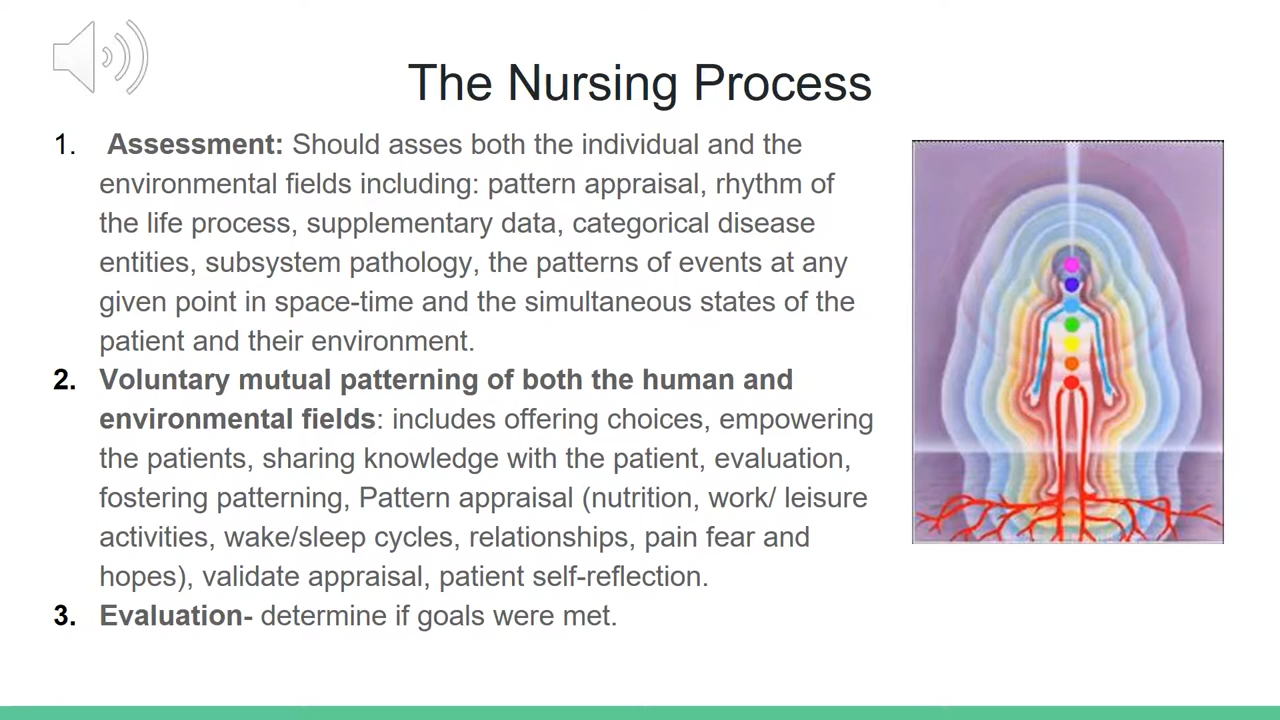 The Nursing Process
1. Assessment: Should asses both the individual and the
environmental fields including: pattern appraisal, rhythm of
the life process, supplementary data, categorical disease
entities, subsystem pathology, the patterns of events at any
given point in space-time and the simultaneous states of the
patient and their environment.
2. Voluntary mutual patterning of both the human and
environmental fields: includes offering choices, empowering
the patients, sharing knowledge with the patient, evaluation,
fostering patterning, Pattern appraisal (nutrition, work/ leisure
activities, wake/sleep cycles, relationships, pain fear and
hopes), validate appraisal, patient self-reflection.
3. Evaluation- determine if goals were met.